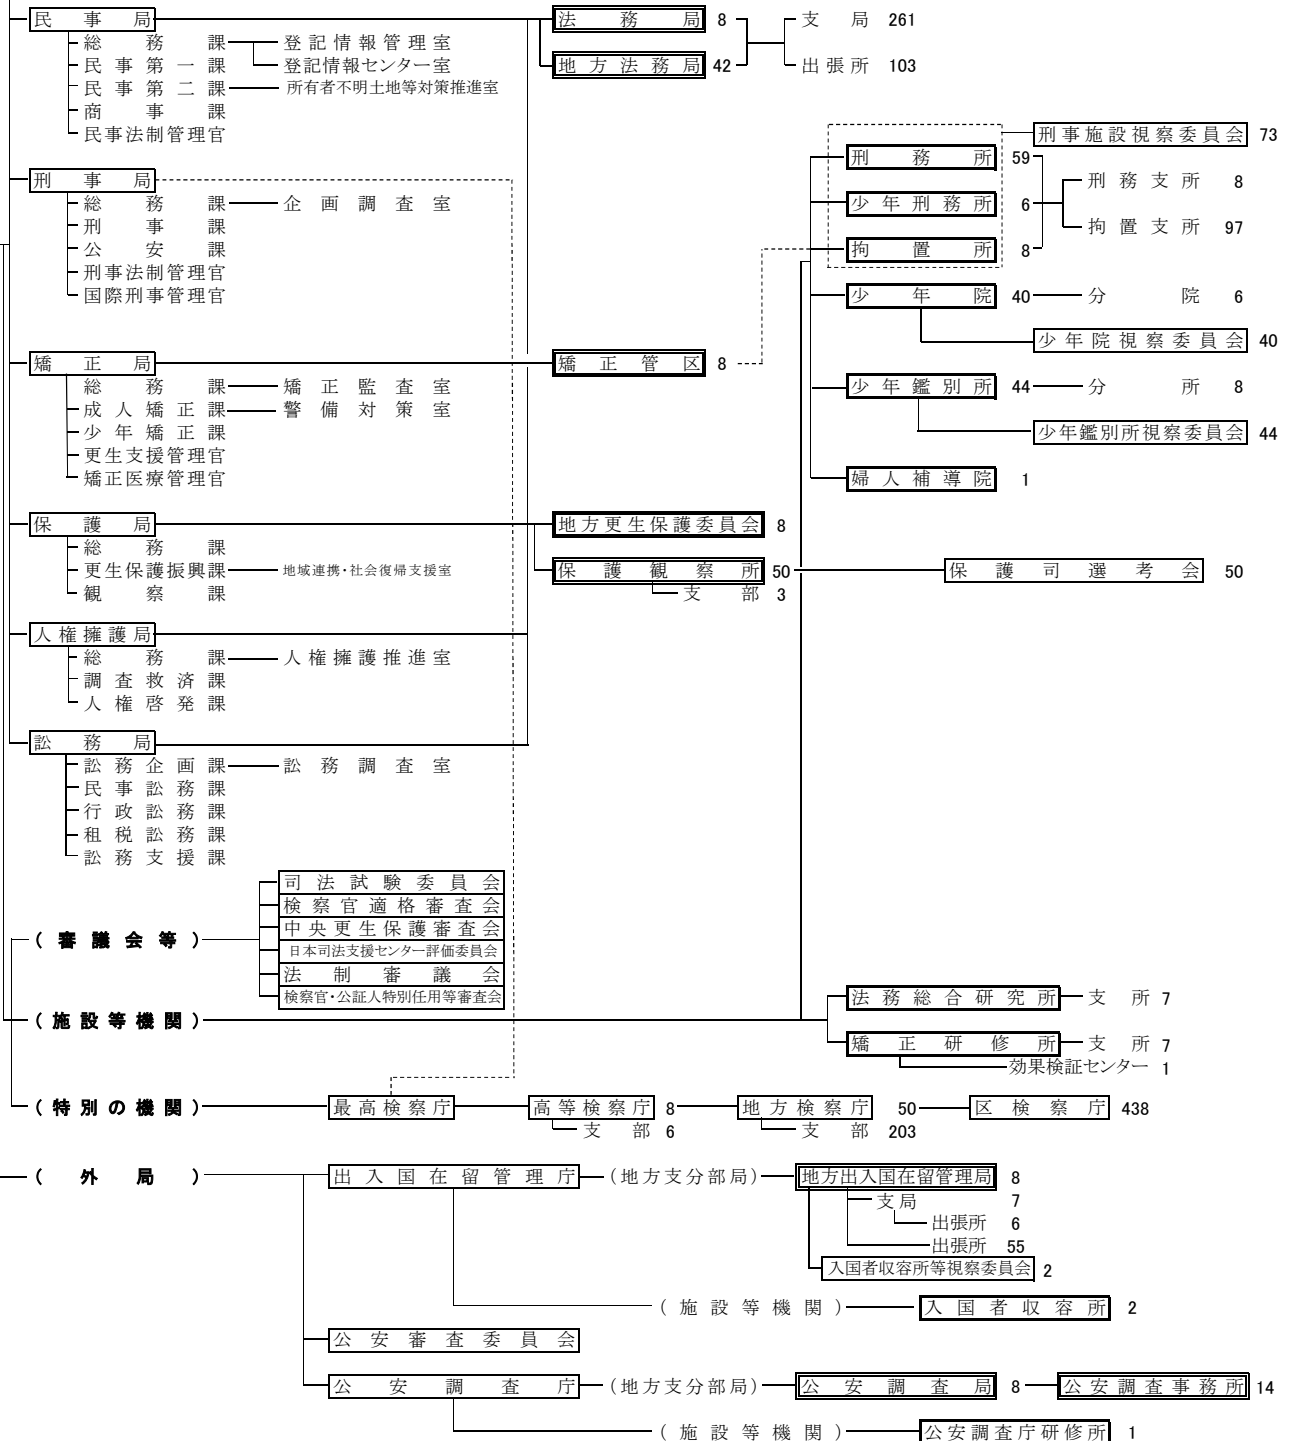 民事局 法務局 8 支局 261
総務課 登記情報管理室
民事第一課 登記情報センター室 地方法務局 42 出張所 103
民事第二課 所有者不明土地等対策推進室
商事課
民事法制管理官 刑事施設視察委員会 73
刑務所 59
刑事局 刑務支所 8
総務課 企画調査室 少年刑務所 6
刑事課 拘置支所 97
公安課 拘置所 8
刑事法制管理官
国際刑事管理官 少年院 40 分院 6
少年院視察委員会 40
矯正局 矯正管区 8
総務課 矯正監査室 少年鑑別所 44 分所 8
成人矯正課 警備対策室
少年矯正課 少年鑑別所視察委員会 44
更生支援管理官
矯正医療管理官 婦人補導院 1
保護局 地方更生保護委員会 8
総務課
更生保護振興課 地域連携・社会復帰支援室 保護観察所 50 保護司選考会 50
観察課 支部 3
人権擁護局
総務課 人権擁護推進室
調査救済課
人権啓発課
訟務局
訟務企画課 訟務調査室
民事訟務課
行政訟務課
租税訟務課
訟務支援課
司法試験委員会
検察官適格審査会
中央更生保護審査会
(審議会等) 日本司法支援センター評価委員会
法制審議会
検察官・公証人特別任用等審査会 法務総合研究所 支所 7
(施設等機関)
矯正研修所 支所 7
効果検証センター 1
(特別の機関) 最高検察庁 高等検察庁 8 地方検察庁 50 区検察庁 438
支部 6 支部 203
(外局) 出入国在留管理庁 (地方支分部局) 地方出入国在留管理局 8
支局 7
出張所 6
出張所 55
入国者収容所等視察委員会 2
(施設等機関) 入国者収容所 2
公安審査委員会
公安調査庁 (地方支分部局) 公安調査局 8 公安調査事務所 14
(施設等機関) 公安調査庁研修所 1